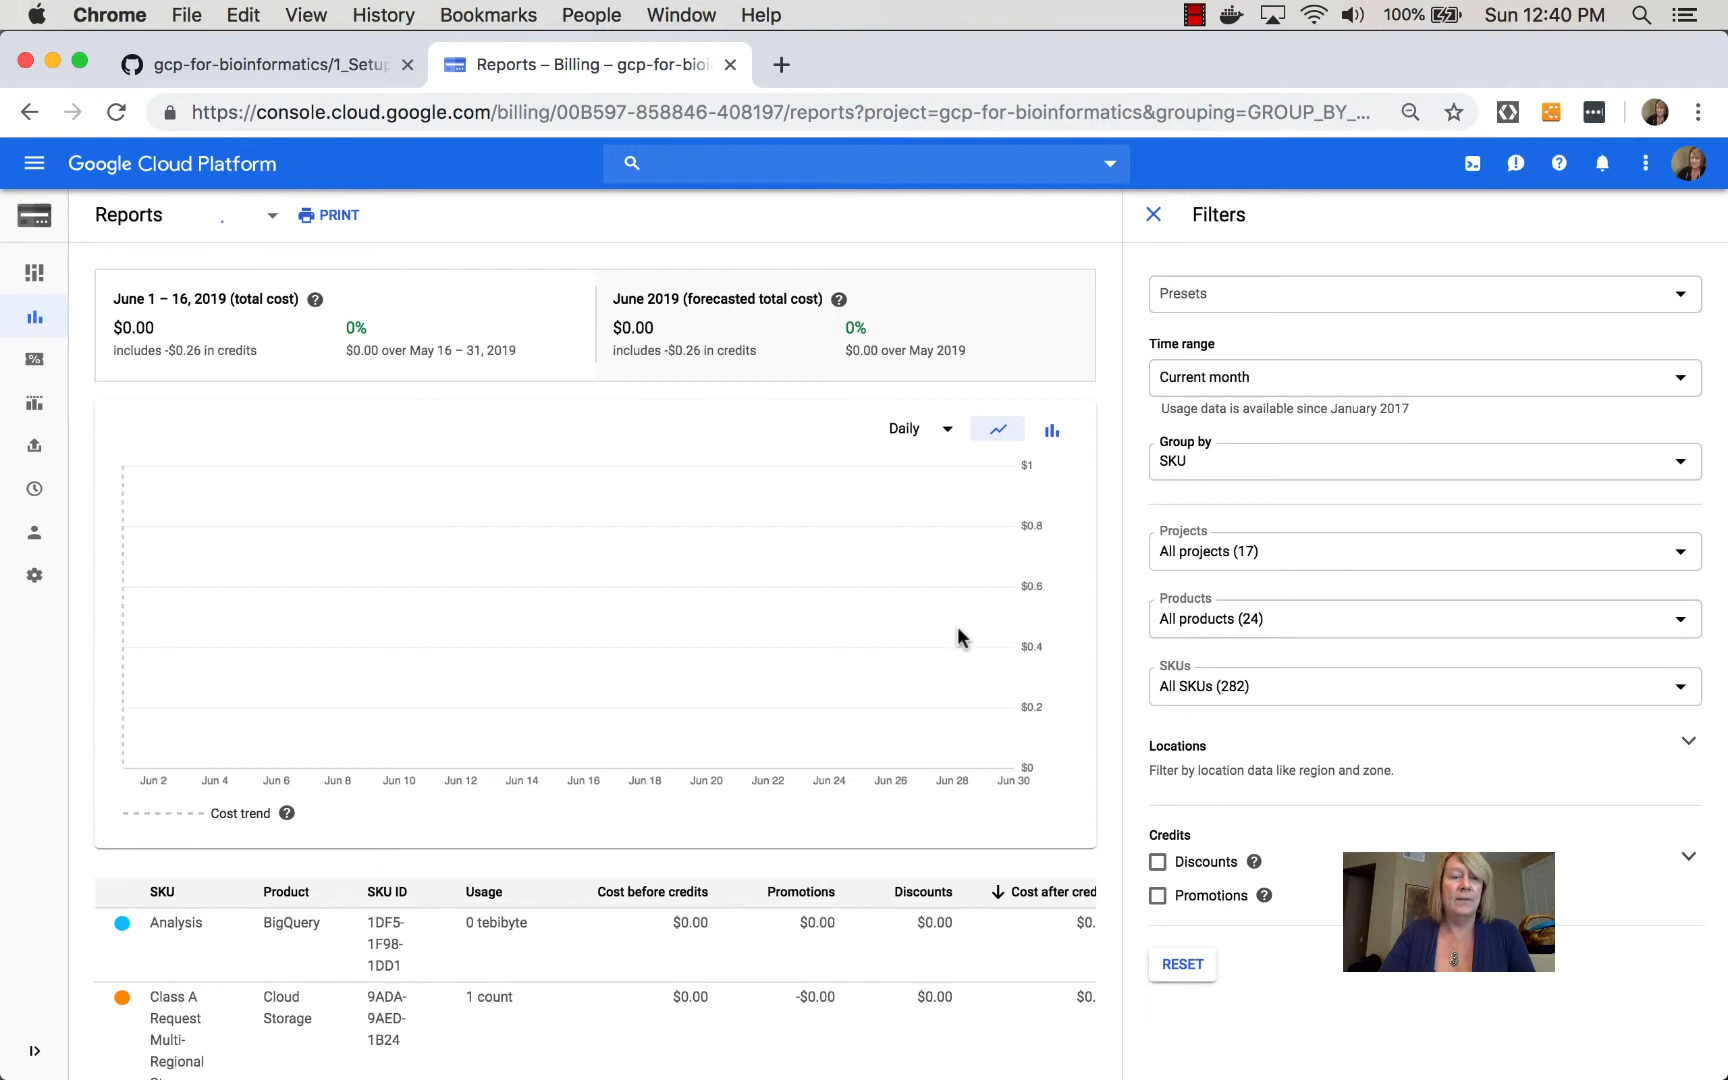 Chrome File Edit View History Bookmarks People Window Help 100% Sun 12:40 PM
gcp-for-bioinformatics/1_Setup
Reports – Billing – gcp-for-bioi
https://console.cloud.google.com/billing/00B597-858846-408197/reports?project=gcp-for-bioinformatics&grouping=GROUP_BY_...
Google Cloud Platform
Reports
PRINT
Filters
June 1 – 16, 2019 (total cost)
$0.00 0%
includes -$0.26 in credits $0.00 over May 16 – 31, 2019
June 2019 (forecasted total cost)
$0.00 0%
includes -$0.26 in credits $0.00 over May 2019
Daily
$1
$0.8
$0.6
$0.4
$0.2
$0
Jun 2 Jun 4 Jun 6 Jun 8 Jun 10 Jun 12 Jun 14 Jun 16 Jun 18 Jun 20 Jun 22 Jun 24 Jun 26 Jun 28 Jun 30
Cost trend
SKU Product SKU ID Usage Cost before credits Promotions Discounts Cost after cred
Analysis BigQuery 1DF5- 0 tebibyte $0.00 $0.00 $0.00 $0.
1F98-
1DD1
Class A Cloud 9ADA- 1 count $0.00 -$0.00 $0.00 $0.
Request Storage 9AED-
Multi- 1B24
Regional
Presets
Time range
Current month
Usage data is available since January 2017
Group by
SKU
Projects
All projects (17)
Products
All products (24)
SKUs
All SKUs (282)
Locations
Filter by location data like region and zone.
Credits
Discounts
Promotions
RESET